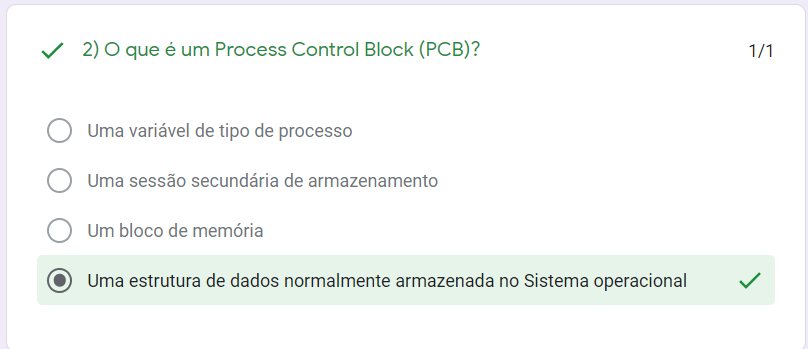 2) O que é um Process Control Block (PCB)?
1/1
Uma variável de tipo de processo
Uma sessão secundária de armazenamento
Um bloco de memória
Uma estrutura de dados normalmente armazenada no Sistema operacional